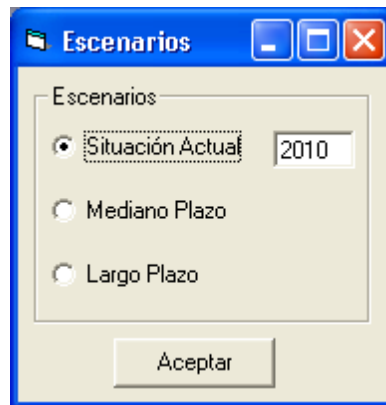 Escenarios
Escenarios
Situación Actual 2010
Mediano Plazo
Largo Plazo
Aceptar